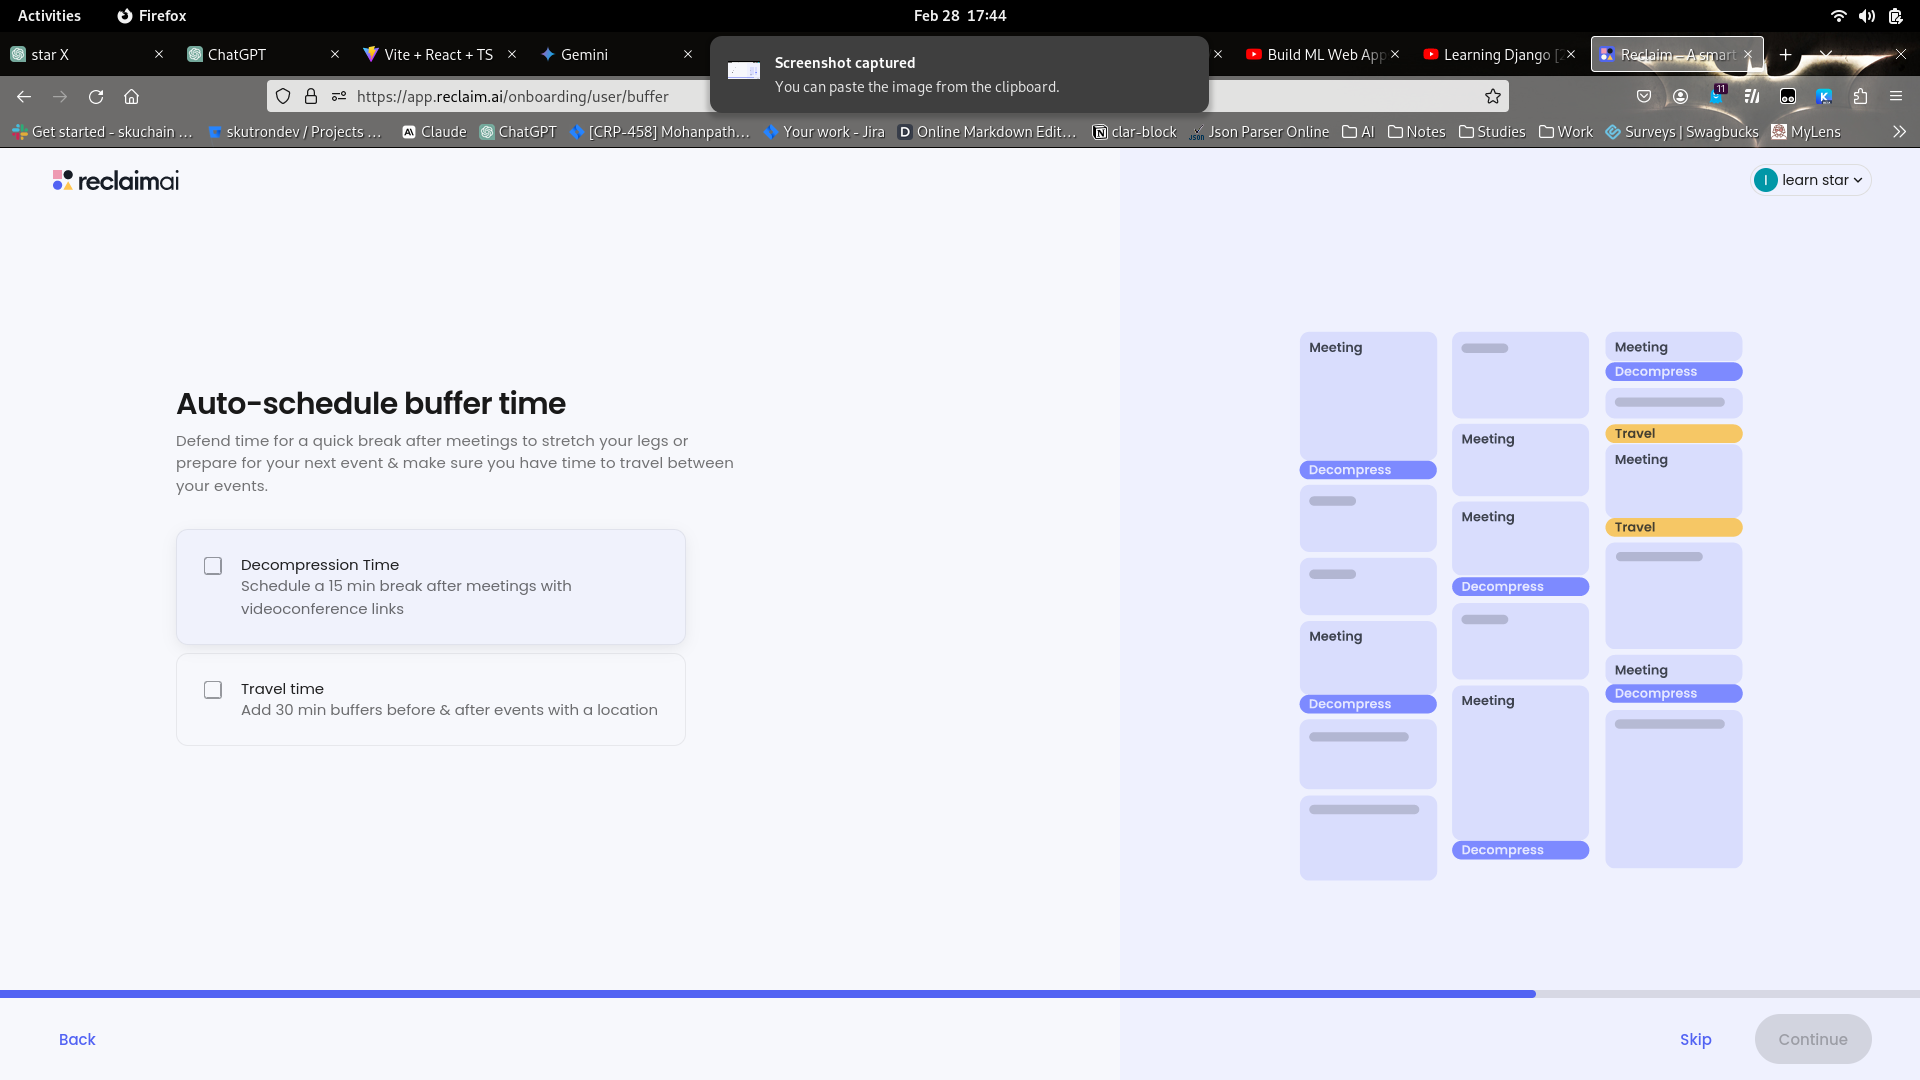 Activities
Firefox
Feb 28 17:44
star X
ChatGPT
Vite + React + TS
Gemini
Build ML Web App
Learning Django [2
Reclaim – A smart
Screenshot captured
You can paste the image from the clipboard.
https://app.reclaim.ai/onboarding/user/buffer
11
Get started - skuchain ...
skutrondev / Projects ...
Claude
ChatGPT
[CRP-458] Mohanpath...
Your work - Jira
Online Markdown Edit...
clar-block
Json Parser Online
AI
Notes
Studies
Work
Surveys | Swagbucks
MyLens
reclaimai
l learn star
Auto-schedule buffer time
Defend time for a quick break after meetings to stretch your legs or
prepare for your next event & make sure you have time to travel between
your events.
Decompression Time
Schedule a 15 min break after meetings with
videoconference links
Travel time
Add 30 min buffers before & after events with a location
Meeting
Decompress
Meeting
Decompress
Meeting
Meeting
Decompress
Meeting
Decompress
Meeting
Decompress
Travel
Meeting
Travel
Meeting
Decompress
Back
Skip
Continue